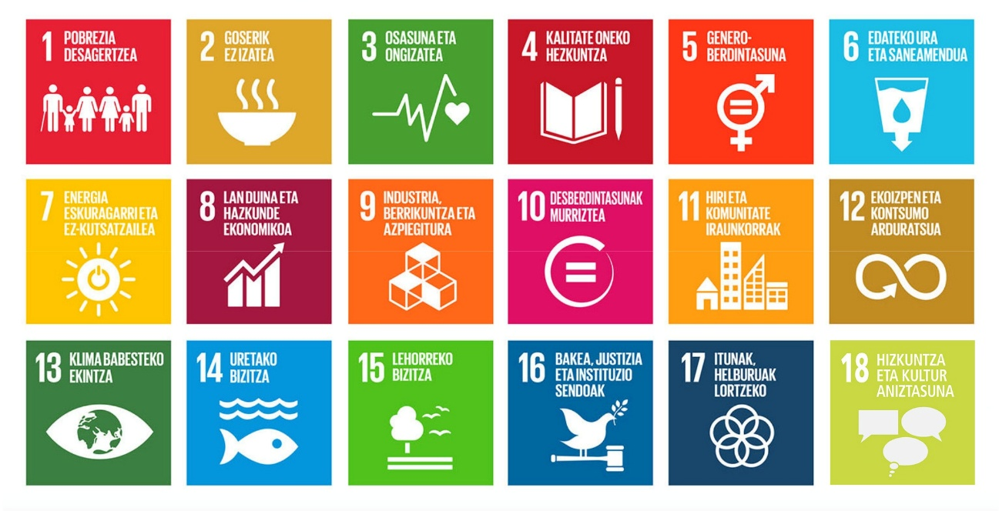 1 POBREZIA
DESAGERTZEA
2 GOSERIK
EZ IZATEA
3 OSASUNA ETA
ONGIZATEA
4 KALITATE ONEKO
HEZKUNTZA
5 GENERO-
BERDINTASUNA
6 EDATEKO URA
ETA SANEAMENDUA
7 ENERGIA
ESKURAGARRI ETA
EZ-KUTSATZAILEA
8 LAN DUINA ETA
HAZKUNDE
EKONOMIKOA
9 INDUSTRIA,
BERRIKUNTZA ETA
AZPIEGITURA
10 DESBERDINTASUNAK
MURRIZTEA
11 HIRI ETA
KOMUNITATE
IRAUNKORRAK
12 EKOIZPEN ETA
KONTSUMO
ARDURATSUA
13 KLIMA BABESTEKO
EKINTZA
14 URETAKO
BIZITZA
15 LEHORREKO
BIZITZA
16 BAKEA, JUSTIZIA
ETA INSTITUZIO
SENDOAK
17 ITUNAK,
HELBURUAK
LORTZEKO
18 HIZKUNTZA
ETA KULTUR
ANIZTASUNA